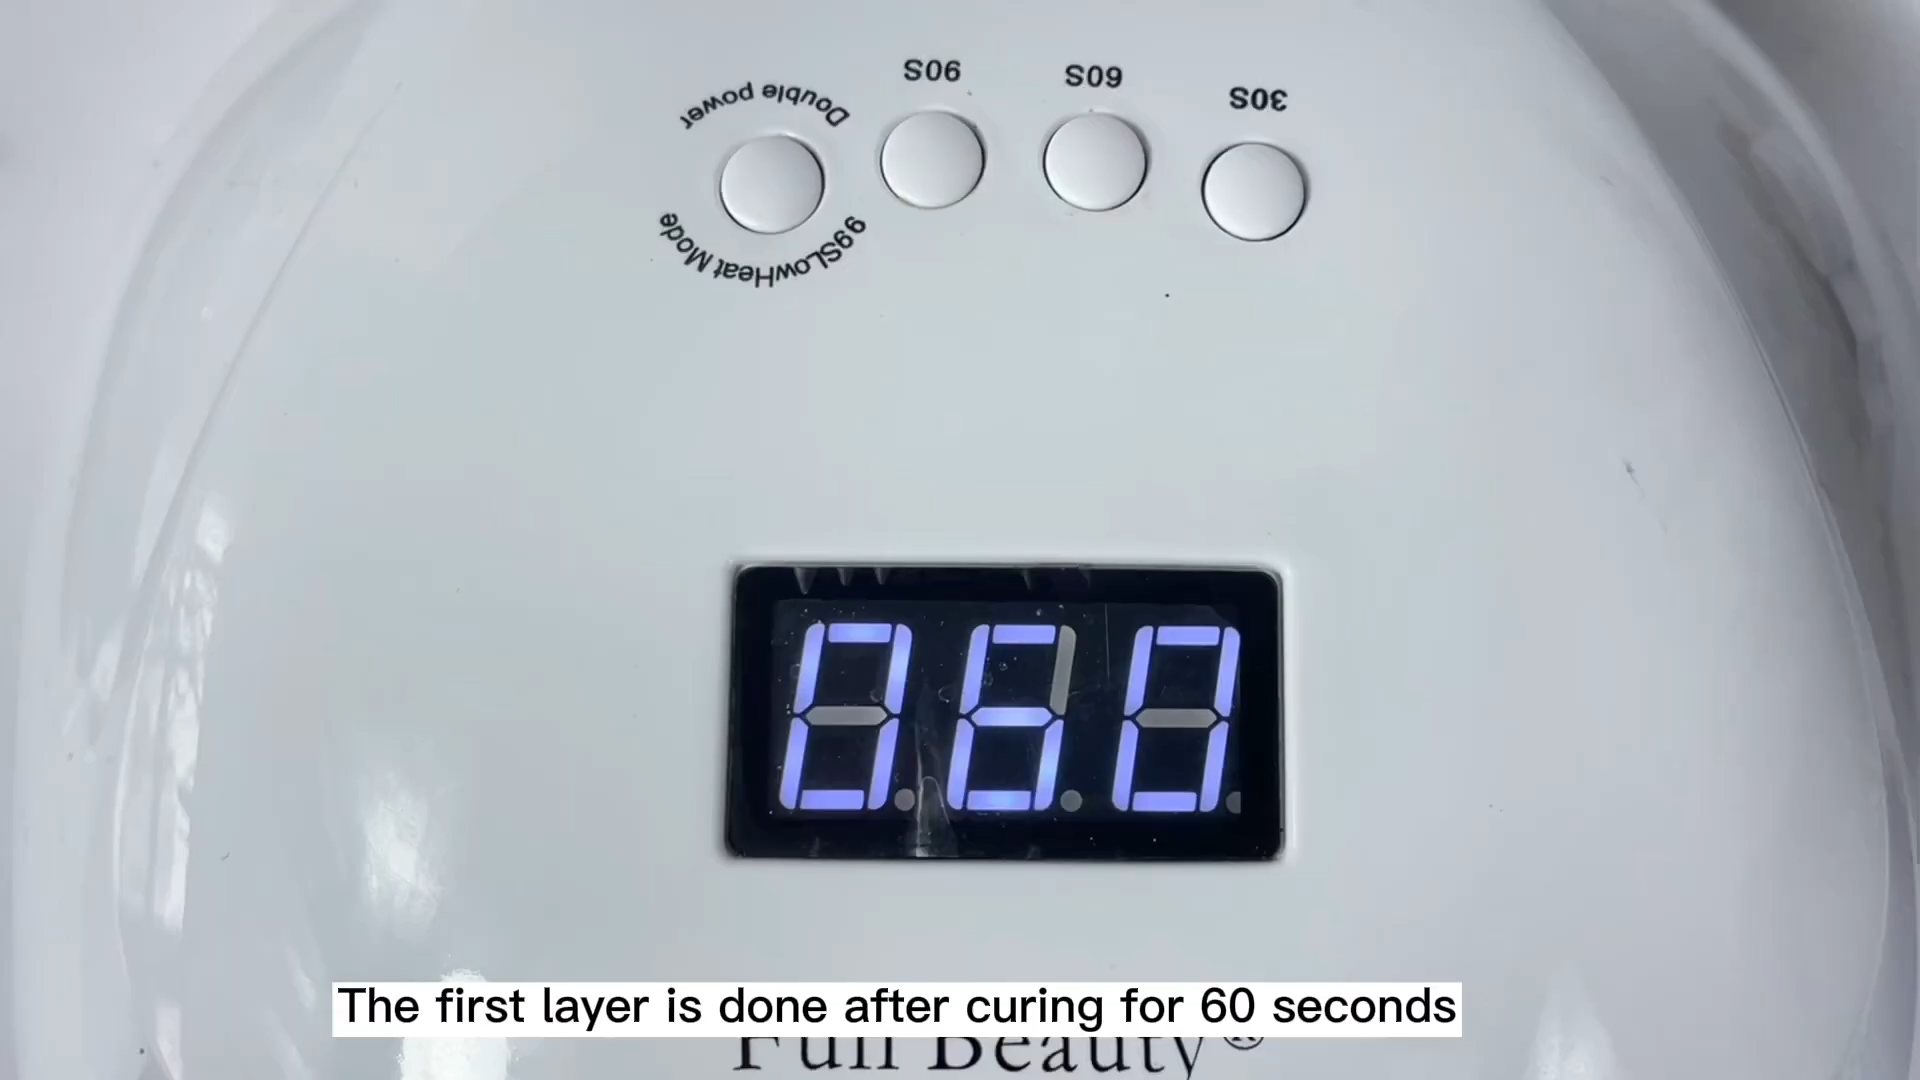 Double power
99SLowHeat Mode
90S
60S
30S
060
The first layer is done after curing for 60 seconds
Beauty®